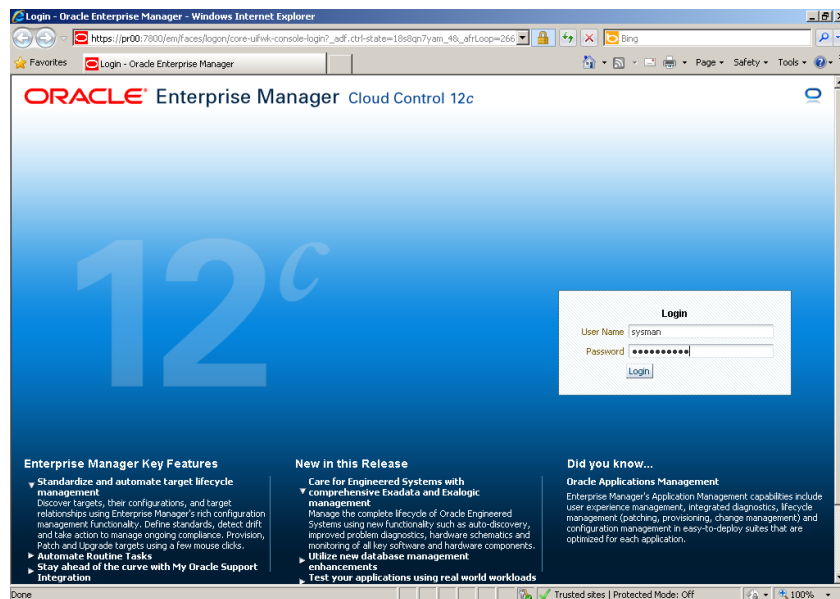 Login - Oracle Enterprise Manager - Windows Internet Explorer
https://pr00:7800/em/faces/logon/core-uifwk-console-login?_adf.ctrl-state=18s8qn7yam_4&_afrLoop=266
Bing
Favorites
Login - Oracle Enterprise Manager
Page
Safety
Tools
ORACLE Enterprise Manager Cloud Control 12c
12c
Login
User Name sysman
Password
Login
Enterprise Manager Key Features
Standardize and automate target lifecycle
management
Discover targets, their configurations, and target
relationships using Enterprise Manager's rich configuration
management functionality. Define standards, detect drift
and take action to manage ongoing compliance. Provision,
Patch and Upgrade targets using a few mouse clicks.
Automate Routine Tasks
Stay ahead of the curve with My Oracle Support
Integration
New in this Release
Care for Engineered Systems with
comprehensive Exadata and Exalogic
management
Manage the complete lifecycle of Oracle Engineered
Systems using new functionality such as auto-discovery,
improved problem diagnostics, hardware schematics and
monitoring of all key software and hardware components.
Utilize new database management
enhancements
Test your applications using real world workloads
Did you know...
Oracle Applications Management
Enterprise Manager's Application Management capabilities include
user experience management, integrated diagnostics, lifecycle
management (patching, provisioning, change management) and
configuration management in easy-to-deploy suites that are
optimized for each application.
Done
Trusted sites | Protected Mode: Off
100%